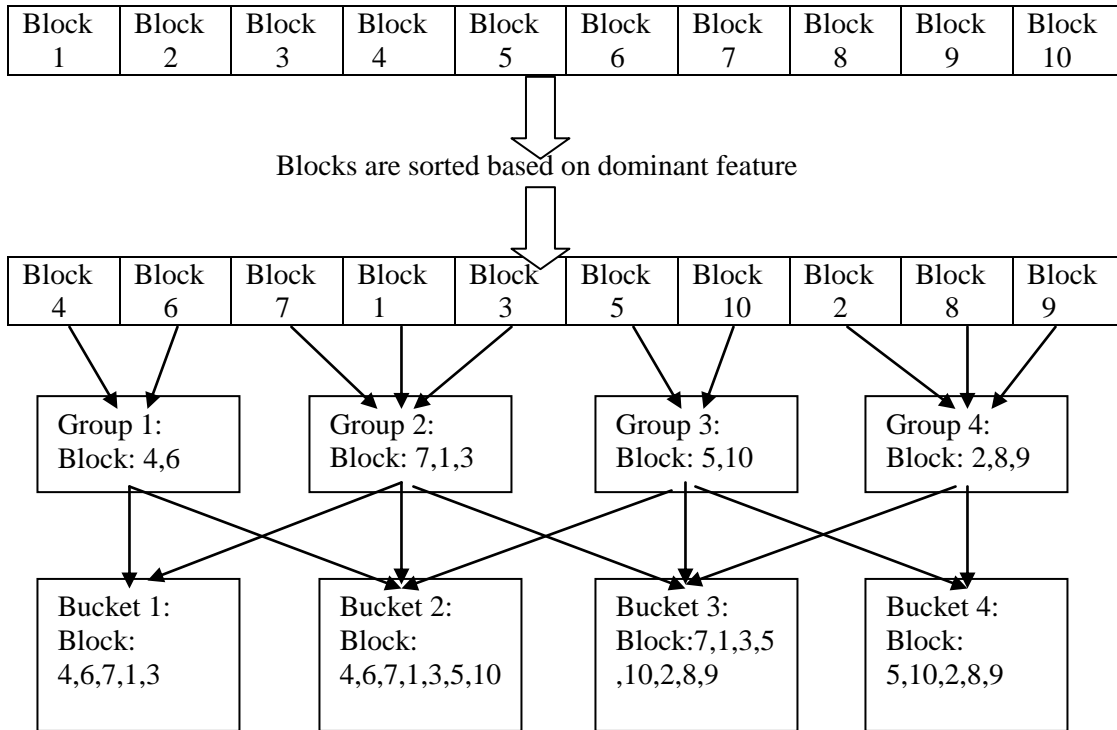 Block Block Block Block Block Block Block Block Block Block
1 2 3 4 5 6 7 8 9 10
Blocks are sorted based on dominant feature
Block Block Block Block Block Block Block Block Block Block
4 6 7 1 3 5 10 2 8 9
Group 1:
Block: 4,6
Group 2:
Block: 7,1,3
Group 3:
Block: 5,10
Group 4:
Block: 2,8,9
Bucket 1:
Block:
4,6,7,1,3
Bucket 2:
Block:
4,6,7,1,3,5,10
Bucket 3:
Block:7,1,3,5
,10,2,8,9
Bucket 4:
Block:
5,10,2,8,9